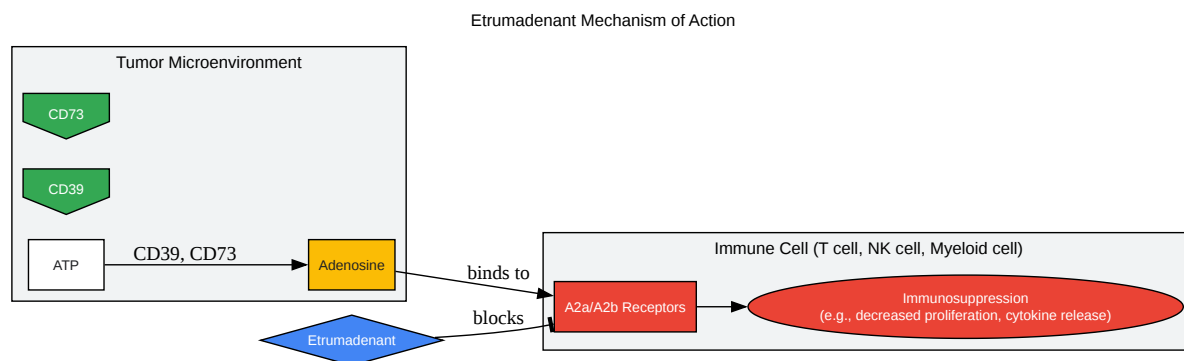 Etrumadenant Mechanism of Action
Tumor Microenvironment
CD73
CD39
ATP
CD39, CD73
Adenosine
binds to
blocks
Etrumadenant
Immune Cell (T cell, NK cell, Myeloid cell)
A2a/A2b Receptors
Immunosuppression
(e.g., decreased proliferation, cytokine release)